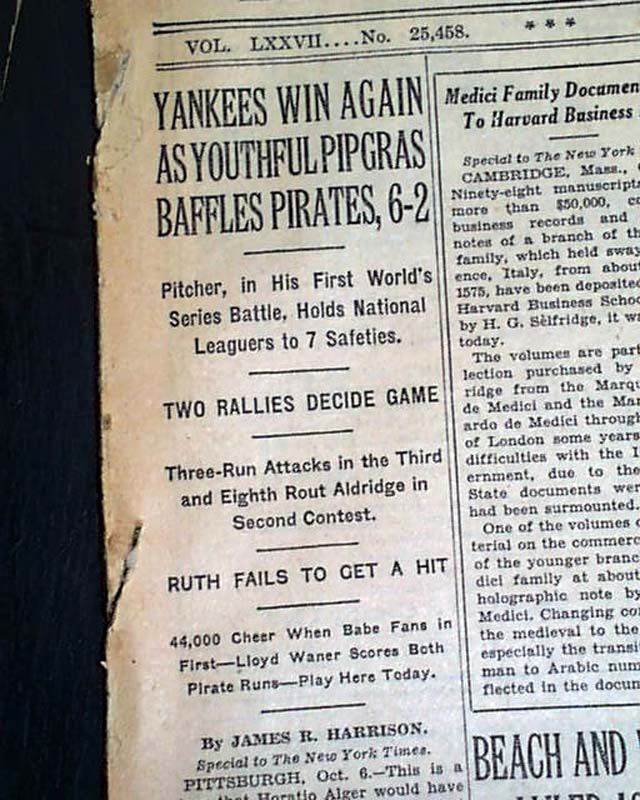 VOL. LXXVII....No. 25,458.
* * *
YANKEES WIN AGAIN
AS YOUTHFUL PIPGRAS
BAFFLES PIRATES, 6-2
Pitcher, in His First World's
Series Battle, Holds National
Leaguers to 7 Safeties.
TWO RALLIES DECIDE GAME
Three-Run Attacks in the Third
and Eighth Rout Aldridge in
Second Contest.
RUTH FAILS TO GET A HIT
44,000 Cheer When Babe Fans in
First—Lloyd Waner Scores Both
Pirate Runs—Play Here Today.
By JAMES R. HARRISON.
Special to The New York Times.
PITTSBURGH, Oct. 6.—This is a
that Horatio Alger would have
Medici Family Documen
To Harvard Business
Special to The New York
CAMBRIDGE, Mass.,
Ninety-eight manuscripts
more than $50,000, co
business records and
notes of a branch of th
family, which held sway
ence, Italy, from about
1575, have been deposited
Harvard Business Schoo
by H. G. Selfridge, it wa
today.
The volumes are part
lection purchased by
ridge from the Marqu
de Medici and the Mar
ardo de Medici through
of London some years
difficulties with the I
ernment, due to the
State documents wer
had been surmounted.
One of the volumes c
terial on the commerc
of the younger branc
dici family at about
holographic note by
Medici. Changing con
the medieval to the
especially the transit
man to Arabic num
flected in the docum
BEACH AND